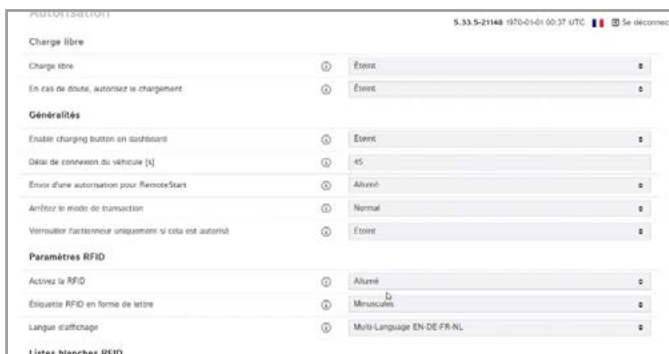 Autorisation
5.33.5-21148 1970-01-01 00:37 UTC Se déconnec
Charge libre
Charge libre Éteint
En cas de doute, autorisez le chargement Éteint
Généralités
Enable charging button on dashboard Éteint
Délai de connexion du véhicule [s] 45
Envoi d'une autorisation pour RemoteStart Allumé
Arrêtez le mode de transaction Normal
Verrouiller l'actionneur uniquement si cela est autorisé Éteint
Paramètres RFID
Activez la RFID Allumé
Étiquette RFID en forme de lettre Minuscules
Langue d'affichage Multi-Language EN-DE-FR-NL
Listes blanches RFID